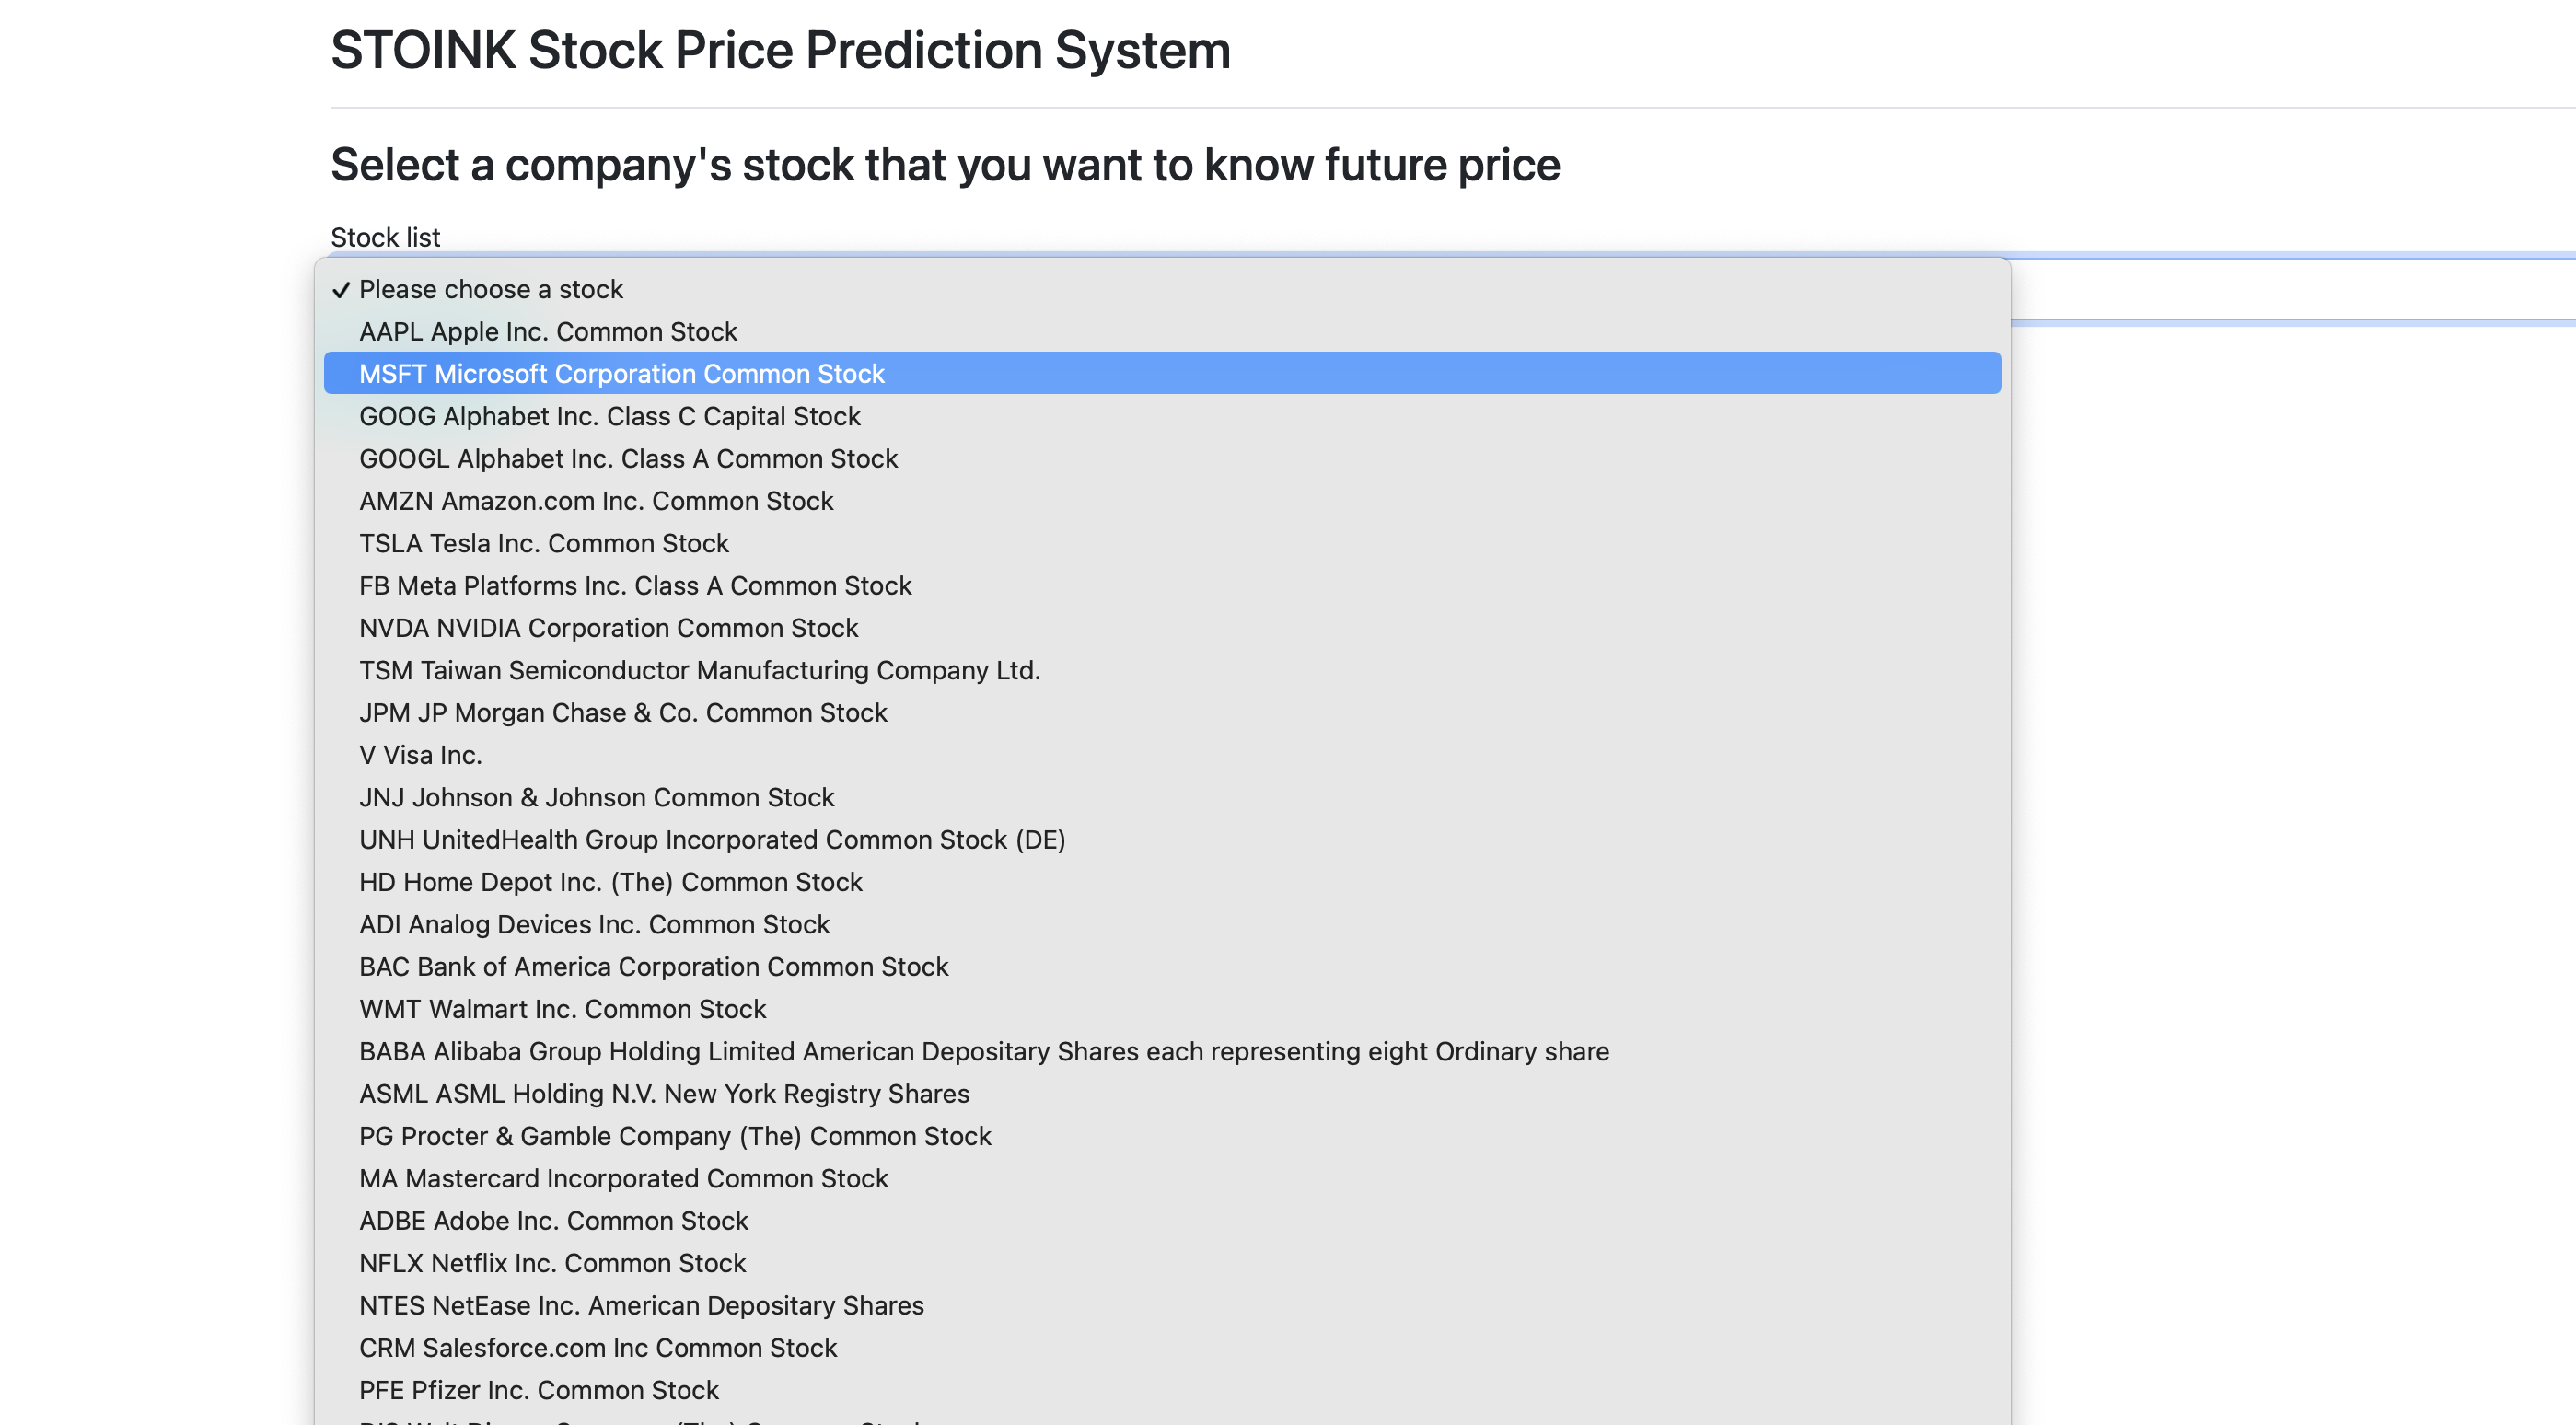 STOINK Stock Price Prediction System
Select a company's stock that you want to know future price
Stock list
✓ Please choose a stock
AAPL Apple Inc. Common Stock
MSFT Microsoft Corporation Common Stock
GOOG Alphabet Inc. Class C Capital Stock
GOOGL Alphabet Inc. Class A Common Stock
AMZN Amazon.com Inc. Common Stock
TSLA Tesla Inc. Common Stock
FB Meta Platforms Inc. Class A Common Stock
NVDA NVIDIA Corporation Common Stock
TSM Taiwan Semiconductor Manufacturing Company Ltd.
JPM JP Morgan Chase & Co. Common Stock
V Visa Inc.
JNJ Johnson & Johnson Common Stock
UNH UnitedHealth Group Incorporated Common Stock (DE)
HD Home Depot Inc. (The) Common Stock
ADI Analog Devices Inc. Common Stock
BAC Bank of America Corporation Common Stock
WMT Walmart Inc. Common Stock
BABA Alibaba Group Holding Limited American Depositary Shares each representing eight Ordinary share
ASML ASML Holding N.V. New York Registry Shares
PG Procter & Gamble Company (The) Common Stock
MA Mastercard Incorporated Common Stock
ADBE Adobe Inc. Common Stock
NFLX Netflix Inc. Common Stock
NTES NetEase Inc. American Depositary Shares
CRM Salesforce.com Inc Common Stock
PFE Pfizer Inc. Common Stock